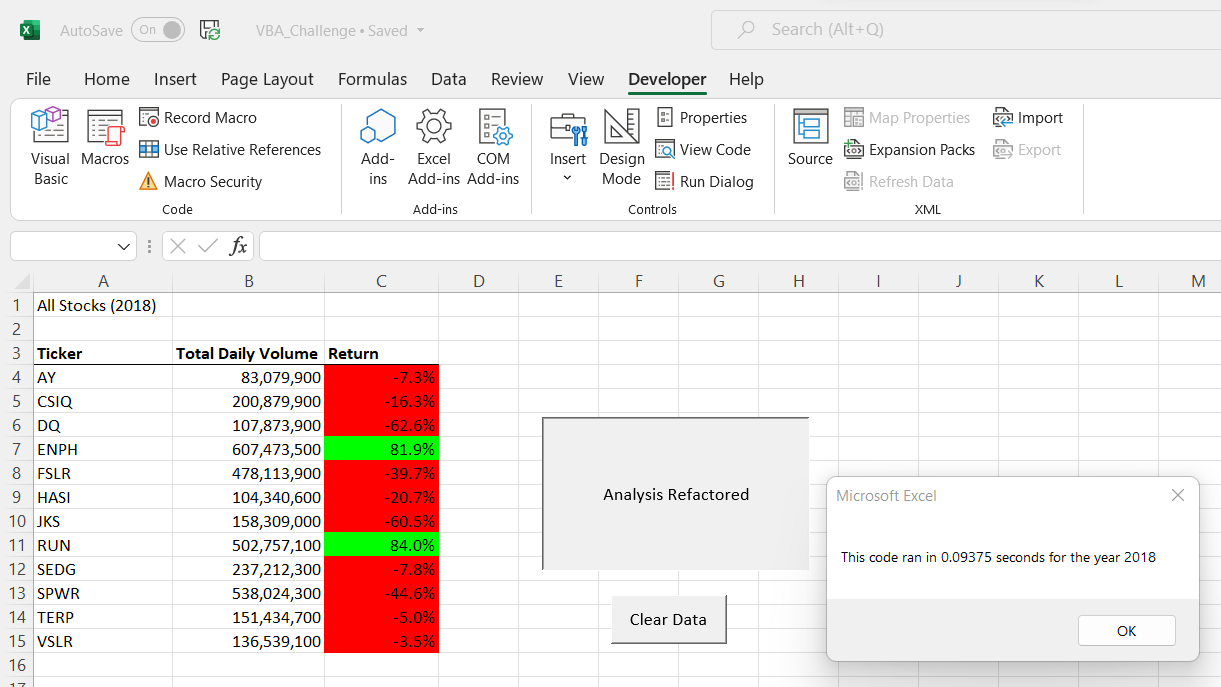 AutoSave On VBA_Challenge • Saved Search (Alt+Q)
File Home Insert Page Layout Formulas Data Review View Developer Help
Visual Basic
Macros
Record Macro
Use Relative References
Macro Security
Code
Add-ins
Excel Add-ins
COM Add-ins
Add-ins
Insert
Design Mode
Properties
View Code
Run Dialog
Controls
Source
Map Properties
Expansion Packs
Refresh Data
Import
Export
XML
fx
A B C D E F G H I J K L M
1 All Stocks (2018)
2
3 Ticker Total Daily Volume Return
4 AY 83,079,900 -7.3%
5 CSIQ 200,879,900 -16.3%
6 DQ 107,873,900 -62.6%
7 ENPH 607,473,500 81.9%
8 FSLR 478,113,900 -39.7%
9 HASI 104,340,600 -20.7%
10 JKS 158,309,000 -60.5%
11 RUN 502,757,100 84.0%
12 SEDG 237,212,300 -7.8%
13 SPWR 538,024,300 -44.6%
14 TERP 151,434,700 -5.0%
15 VSLR 136,539,100 -3.5%
16
17
Analysis Refactored
Clear Data
Microsoft Excel
This code ran in 0.09375 seconds for the year 2018
OK